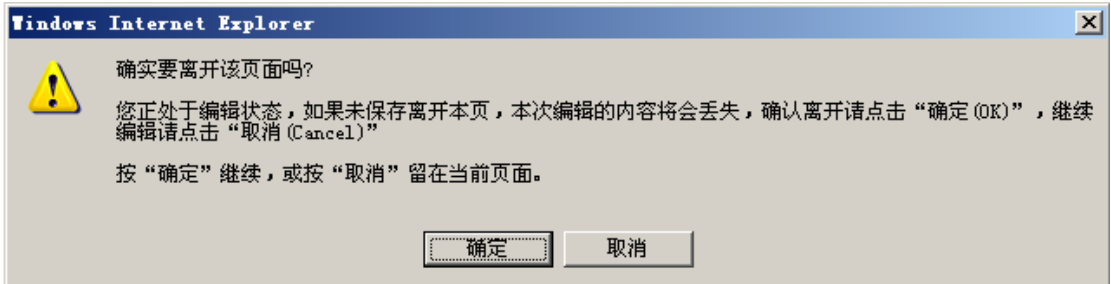 Windows Internet Explorer
确实要离开该页面吗?
您正处于编辑状态，如果未保存离开本页，本次编辑的内容将会丢失，确认离开请点击“确定(OK)”，继续
编辑请点击“取消(Cancel)”
按“确定”继续，或按“取消”留在当前页面。
确定 取消